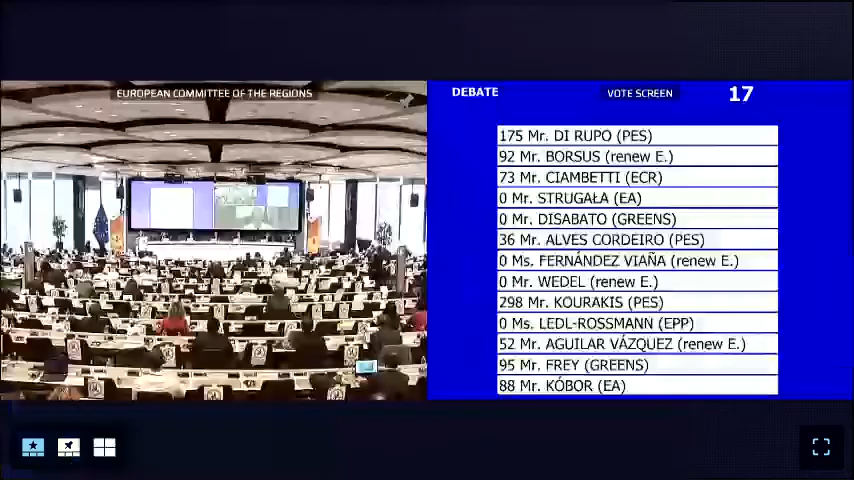 EUROPEAN COMMITTEE OF THE REGIONS
DEBATE
VOTE SCREEN
17
175 Mr. DI RUPO (PES)
92 Mr. BORSUS (renew E.)
73 Mr. CIAMBETTI (ECR)
0 Mr. STRUGAŁA (EA)
0 Mr. DISABATO (GREENS)
36 Mr. ALVES CORDEIRO (PES)
0 Ms. FERNÁNDEZ VIAÑA (renew E.)
0 Mr. WEDEL (renew E.)
298 Mr. KOURAKIS (PES)
0 Ms. LEDL-ROSSMANN (EPP)
52 Mr. AGUILAR VÁZQUEZ (renew E.)
95 Mr. FREY (GREENS)
88 Mr. KÓBOR (EA)